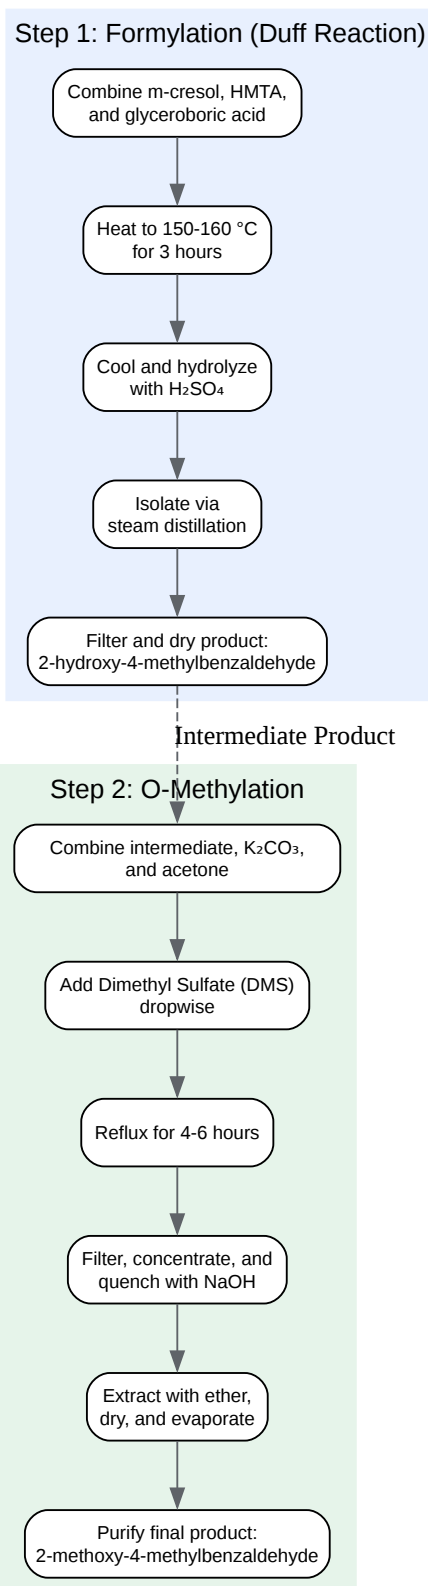 Step 1: Formylation (Duff Reaction)
Combine m-cresol, HMTA,
and glyceroboric acid
Heat to 150-160 °C
for 3 hours
Cool and hydrolyze
with H₂SO₄
Isolate via
steam distillation
Filter and dry product:
2-hydroxy-4-methylbenzaldehyde
Intermediate Product
Step 2: O-Methylation
Combine intermediate, K₂CO₃,
and acetone
Add Dimethyl Sulfate (DMS)
dropwise
Reflux for 4-6 hours
Filter, concentrate, and
quench with NaOH
Extract with ether,
dry, and evaporate
Purify final product:
2-methoxy-4-methylbenzaldehyde